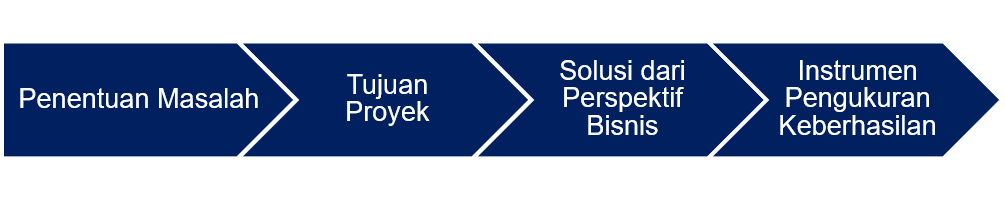 Penentuan Masalah
Tujuan
Proyek
Solusi dari
Perspektif
Bisnis
Instrumen
Pengukuran
Keberhasilan